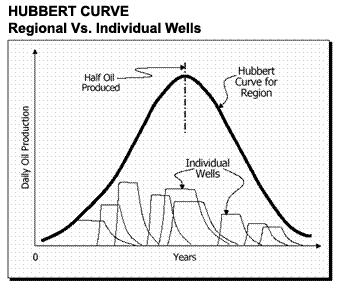 HUBBERT CURVE
Regional Vs. Individual Wells
Half Oil
Produced
Hubbert
Curve for
Region
Individual
Wells
Daily Oil Production
0
Years